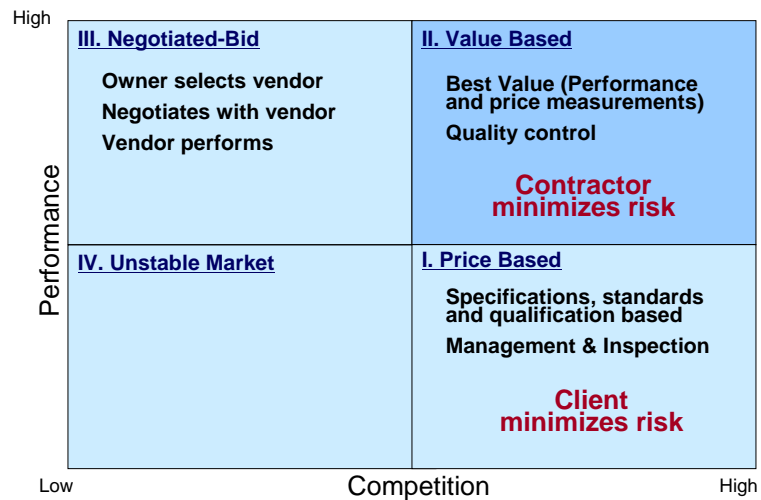 High
III. Negotiated-Bid
Owner selects vendor
Negotiates with vendor
Vendor performs
II. Value Based
Best Value (Performance
and price measurements)
Quality control
Contractor
minimizes risk
Performance
IV. Unstable Market
I. Price Based
Specifications, standards
and qualification based
Management & Inspection
Client
minimizes risk
Low
Competition
High